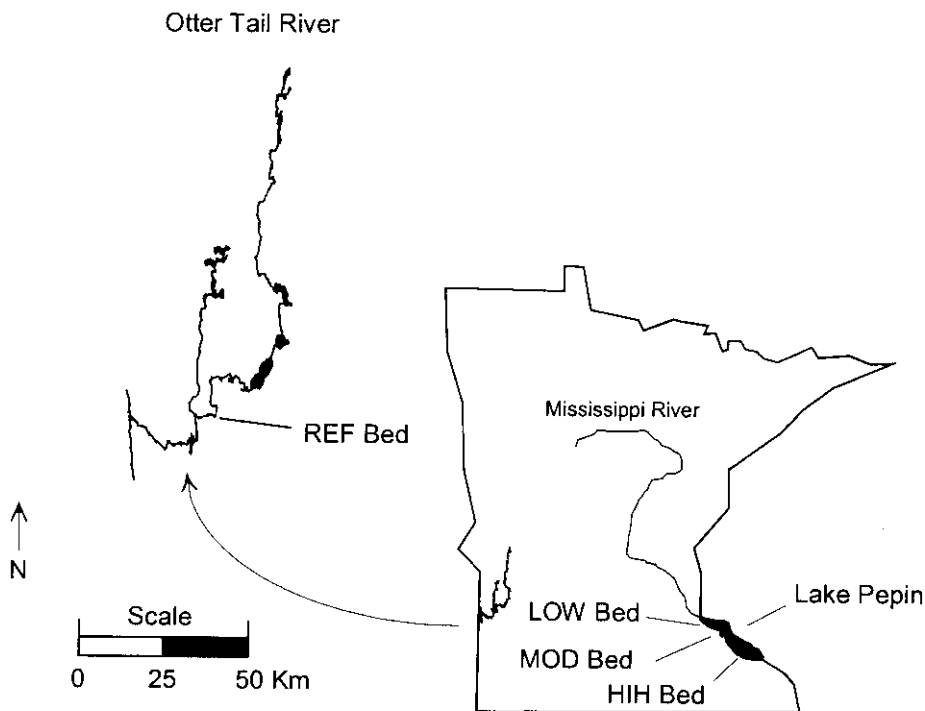 Otter Tail River
REF Bed
N
Scale
0 25 50 Km
Mississippi River
LOW Bed
Lake Pepin
MOD Bed
HIH Bed